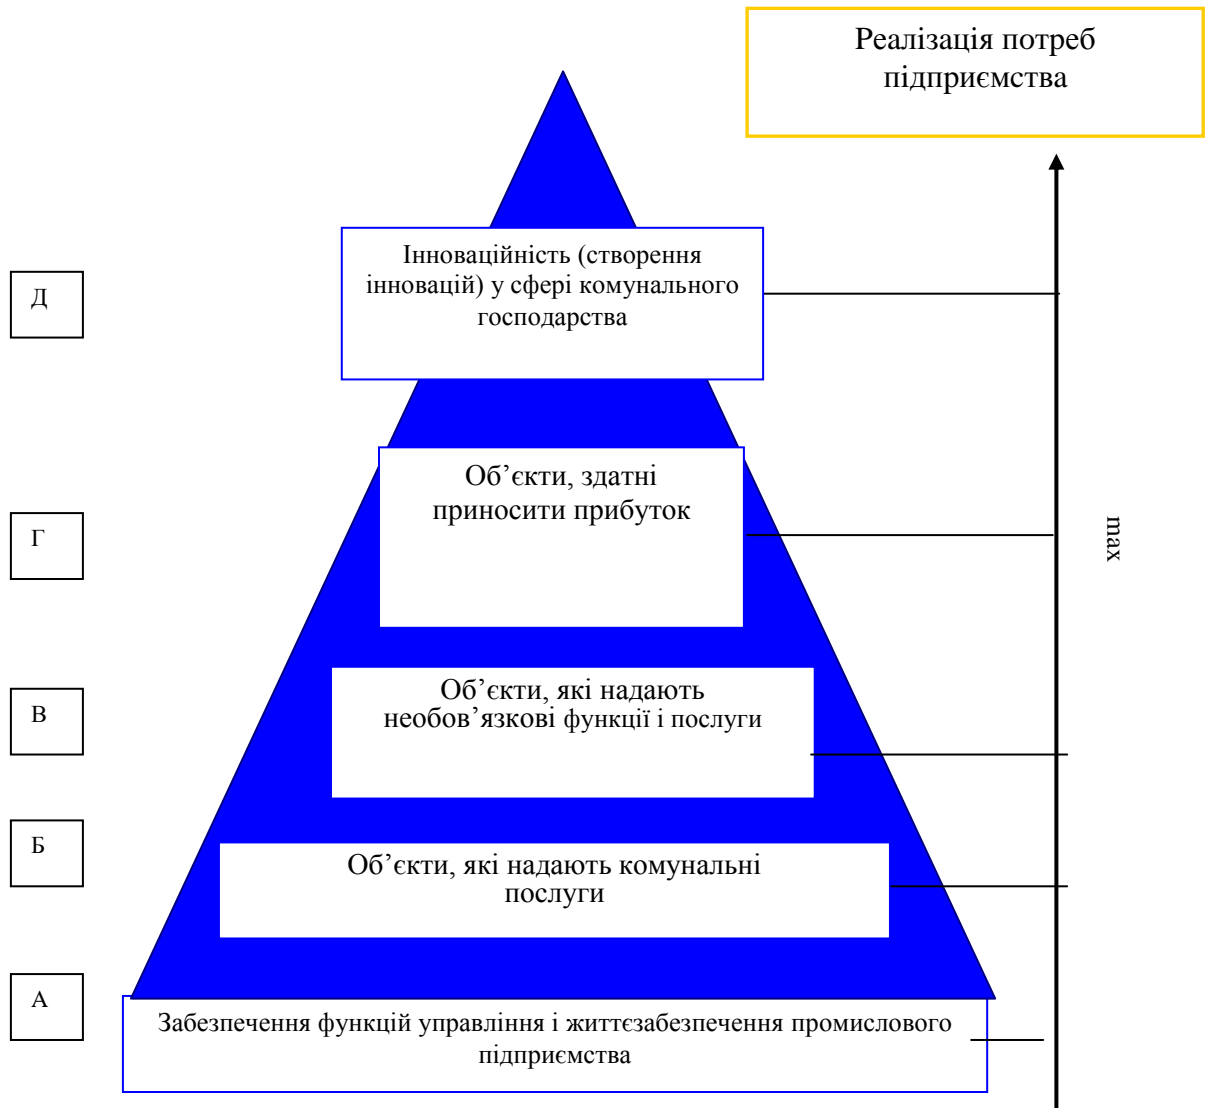 Реалізація потреб
підприємства
Інноваційність (створення
інновацій) у сфері комунального
господарства
Д
Об’єкти, здатні
приносити прибуток
Г
max
Об’єкти, які надають
необов’язкові функції і послуги
В
Об’єкти, які надають комунальні
послуги
Б
А
Забезпечення функцій управління і життєзабезпечення промислового
підприємства